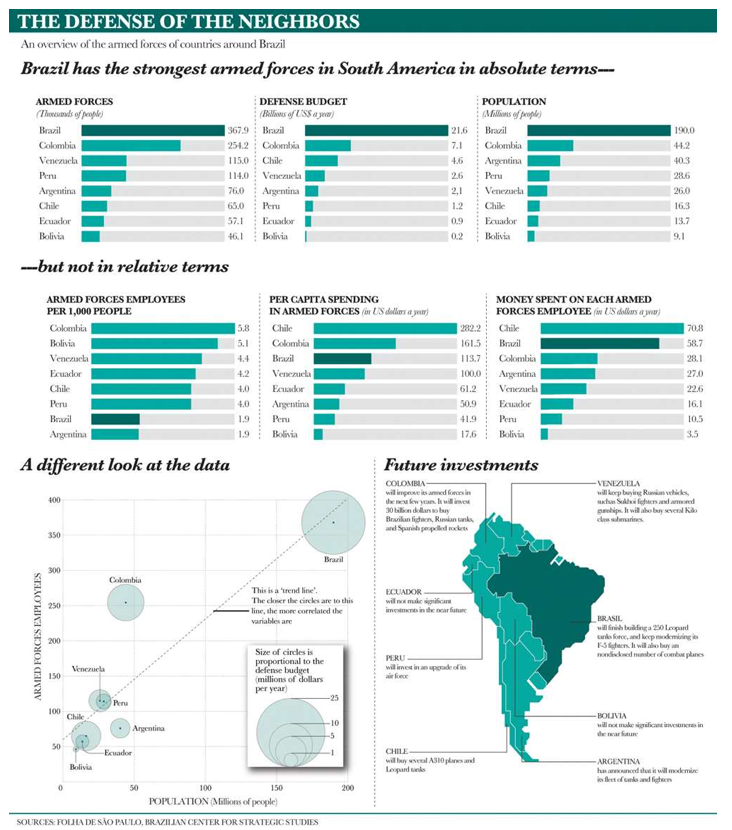 THE DEFENSE OF THE NEIGHBORS
An overview of the armed forces of countries around Brazil
Brazil has the strongest armed forces in South America in absolute terms---
ARMED FORCES
(Thousands of people)
Brazil 367.9
Colombia 254.2
Venezuela 115.0
Peru 114.0
Argentina 76.0
Chile 65.0
Ecuador 57.1
Bolivia 46.1
DEFENSE BUDGET
(Billions of US$ a year)
Brazil 21.6
Colombia 7.1
Chile 4.6
Venezuela 2.6
Argentina 2,1
Peru 1.2
Ecuador 0.9
Bolivia 0.2
POPULATION
(Millions of people)
Brazil 190.0
Colombia 44.2
Argentina 40.3
Peru 28.6
Venezuela 26.0
Chile 16.3
Ecuador 13.7
Bolivia 9.1
---but not in relative terms
ARMED FORCES EMPLOYEES
PER 1,000 PEOPLE
Colombia 5.8
Bolivia 5.1
Venezuela 4.4
Ecuador 4.2
Chile 4.0
Peru 4.0
Brazil 1.9
Argentina 1.9
PER CAPITA SPENDING
IN ARMED FORCES (in US dollars a year)
Chile 282.2
Colombia 161.5
Brazil 113.7
Venezuela 100.0
Ecuador 61.2
Argentina 50.9
Peru 41.9
Bolivia 17.6
MONEY SPENT ON EACH ARMED
FORCES EMPLOYEE (in US dollars a year)
Chile 70.8
Brazil 58.7
Colombia 28.1
Argentina 27.0
Venezuela 22.6
Ecuador 16.1
Peru 10.5
Bolivia 3.5
A different look at the data
ARMED FORCES EMPLOYEES
400
350
300
250
200
150
100
50
0
50
100
150
200
POPULATION (Millions of people)
Brazil
Colombia
Venezuela
Peru
Chile
Argentina
Ecuador
Bolivia
This is a 'trend line'.
The closer the circles are to this
line, the more correlated the
variables are
Size of circles is
proportional to the
defense budget
(millions of dollars
per year)
25
10
5
1
Future investments
COLOMBIA
will improve its armed forces in
the next few years. It will invest
30 billion dollars to buy
Brazilian fighters, Russian tanks,
and Spanish propelled rockets
VENEZUELA
will keep buying Russian vehicles,
suchas Sukhoi fighters and armored
gunships. It will also buy several Kilo
class submarines.
ECUADOR
will not make significant
investments in the near future
BRASIL
will finish building a 250 Leopard
tanks force, and keep modernizing its
F-5 fighters. It will also buy an
nondisclosed number of combat planes
PERU
will invest in an upgrade of its
air force
BOLIVIA
will not make significant investments in
the near future
CHILE
will buy several A310 planes and
Leopard tanks
ARGENTINA
has announced that it will modernize
its fleet of tanks and fighters
SOURCES: FOLHA DE SÃO PAULO, BRAZILIAN CENTER FOR STRATEGIC STUDIES